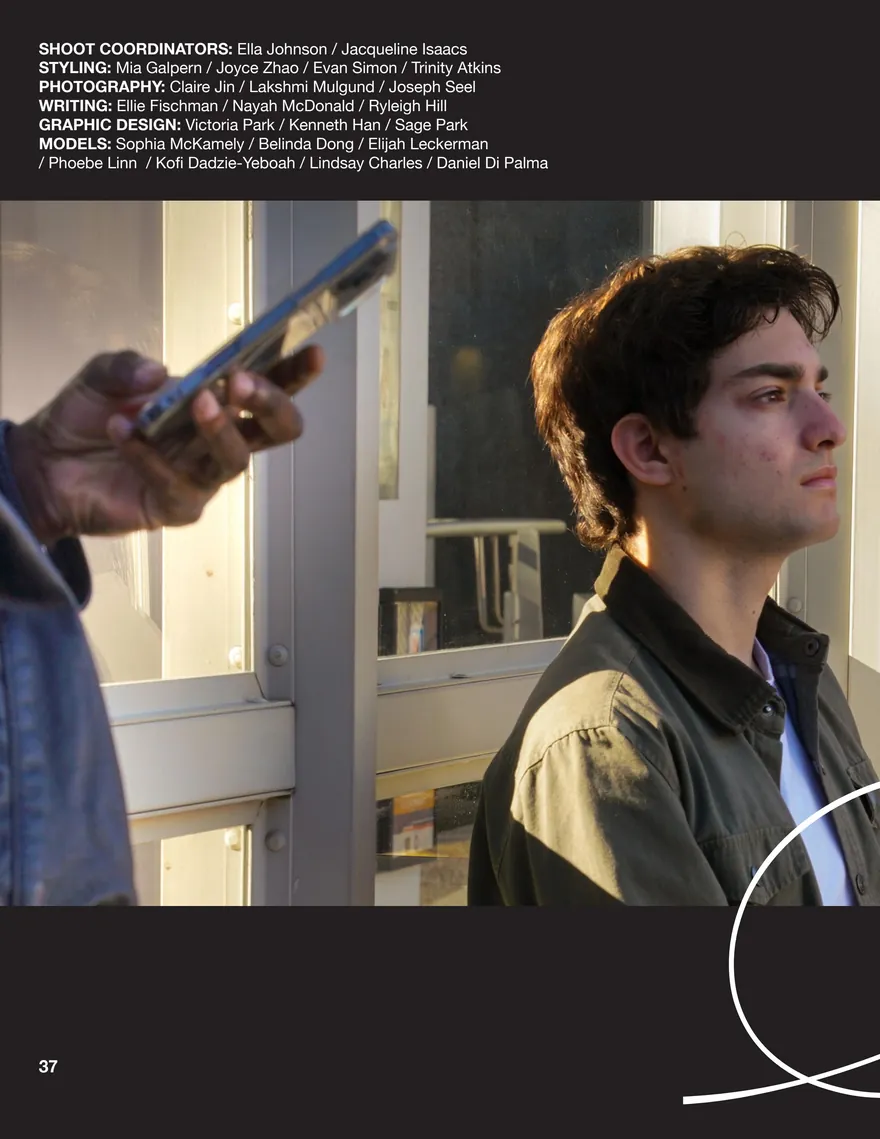 SHOOT COORDINATORS: Ella Johnson / Jacqueline Isaacs
STYLING: Mia Galpern / Joyce Zhao / Evan Simon / Trinity Atkins
PHOTOGRAPHY: Claire Jin / Lakshmi Mulgund / Joseph Seel
WRITING: Ellie Fischman / Nayah McDonald / Ryleigh Hill
GRAPHIC DESIGN: Victoria Park / Kenneth Han / Sage Park
MODELS: Sophia McKamely / Belinda Dong / Elijah Leckerman
/ Phoebe Linn  / Kofi Dadzie-Yeboah / Lindsay Charles / Daniel Di Palma
37